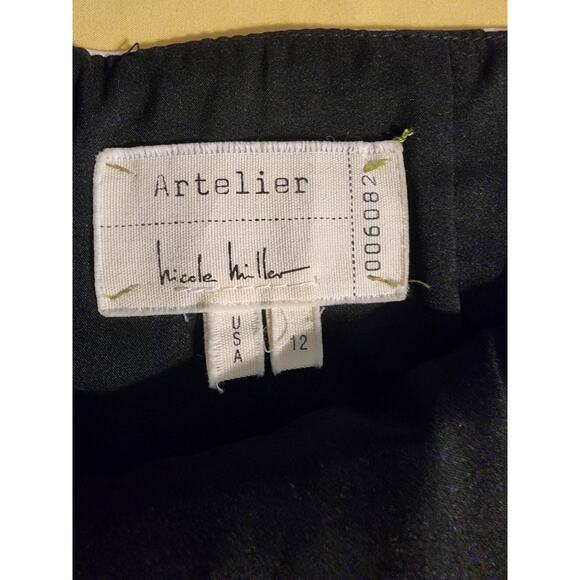 Artelier
nicole miller
006082
USA
12